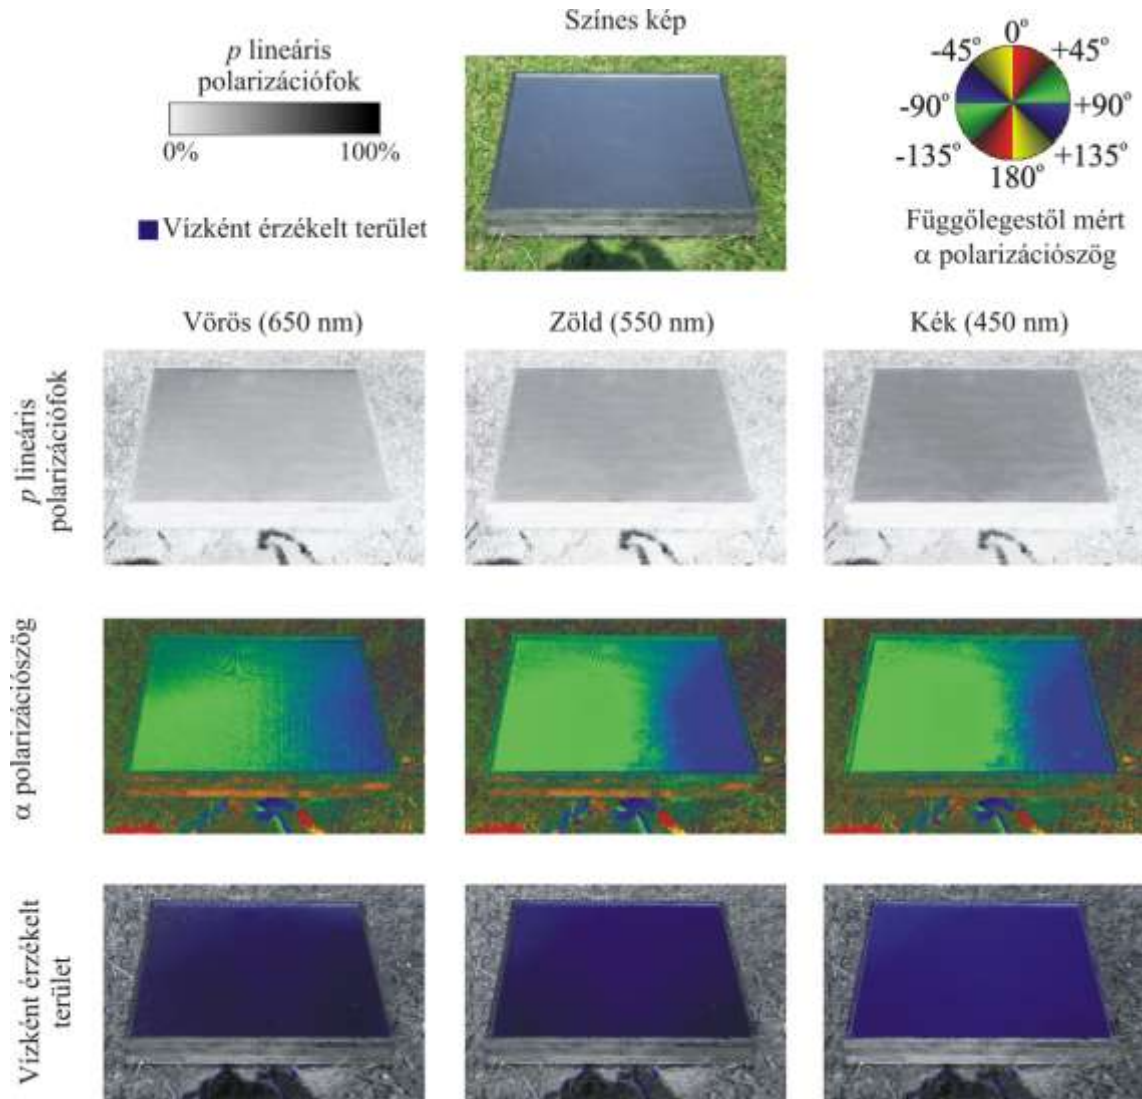 Színes kép
p lineáris
polarizációfok
0% 100%
Vízként érzékelt terület
0°
-45° +45°
-90° +90°
-135° +135°
180°
Függőlegestől mért
α polarizációszög
Vörös (650 nm) Zöld (550 nm) Kék (450 nm)
p lineáris
polarizációfok
α polarizációszög
Vízként érzékelt
terület